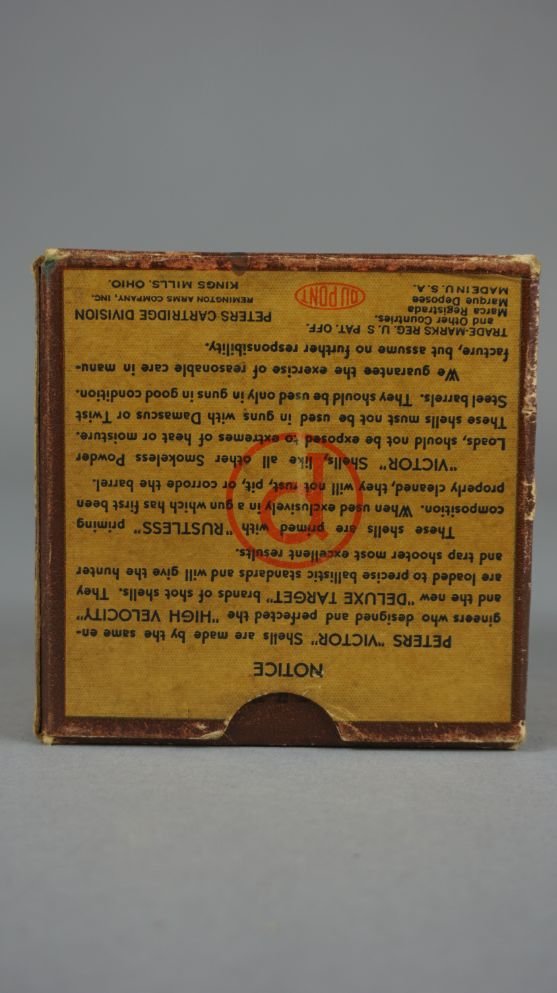 NOTICE
PETERS "VICTOR" Shells are made by the same en-
gineers who designed and perfected the "HIGH VELOCITY"
and the new "DELUXE TARGET" brands of shot shells. They
are loaded to precise ballistic standards and will give the hunter
and trap shooter most excellent results.
These shells are primed with "RUSTLESS" priming
composition. When used exclusively in a gun which has first been
properly cleaned, they will not rust, pit, or corrode the barrel.
"VICTOR" Shells, like all other Smokeless Powder
Loads, should not be exposed to extremes of heat or moisture.
These shells must not be used in guns with Damascus or Twist
Steel barrels. They should be used only in guns in good condition.
We guarantee the exercise of reasonable care in manu-
facture, but assume no further responsibility.
P
TRADE-MARKS REG. U.S. PAT. OFF.
and Other Countries.
Marca Registrada
Marque Deposee
MADE IN U.S.A.
DU PONT
PETERS CARTRIDGE DIVISION
REMINGTON ARMS COMPANY, INC.
KINGS MILLS, OHIO.